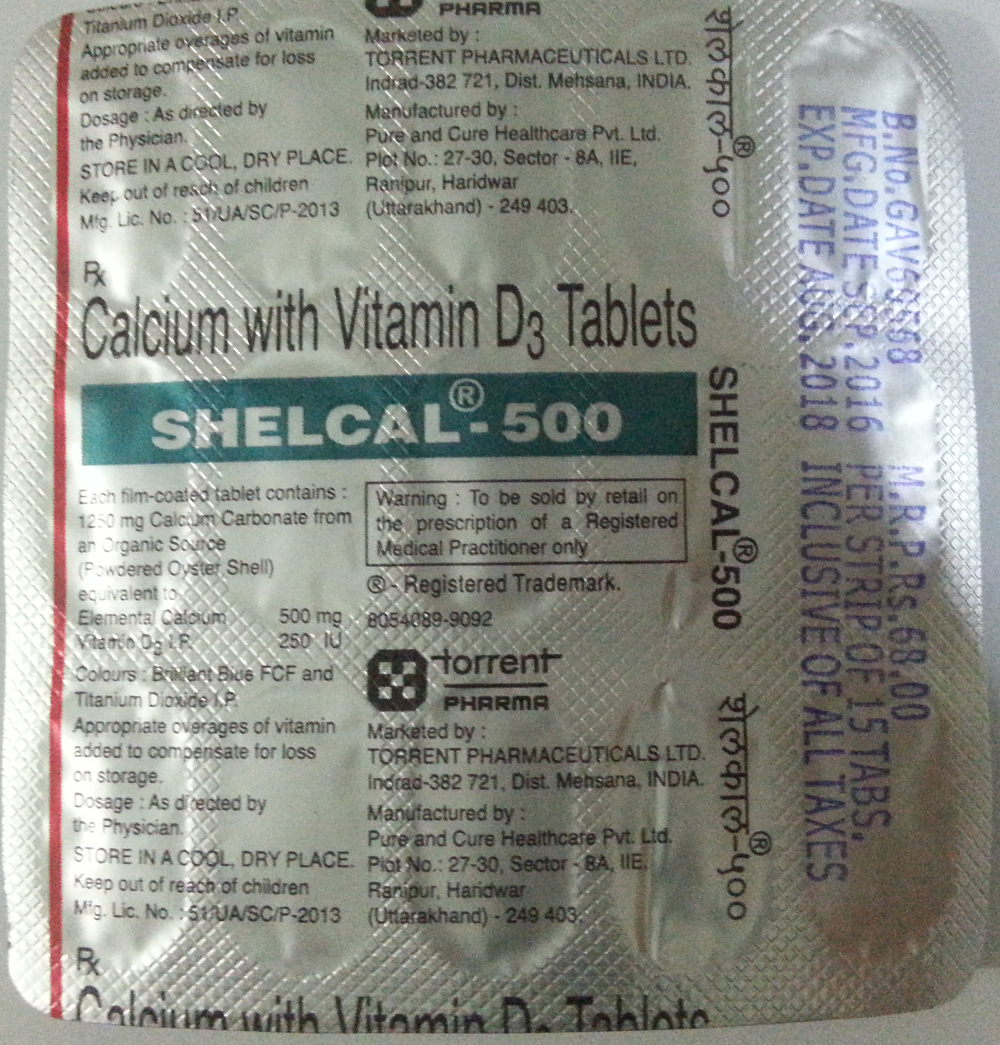 Titanium Dioxide I.P.
Appropriate overages of vitamin
added to compensate for loss
on storage.
Dosage : As directed by
the Physician.
STORE IN A COOL, DRY PLACE.
Keep out of reach of children
Mfg. Lic. No. : 51/UA/SC/P-2013
PHARMA
Marketed by :
TORRENT PHARMACEUTICALS LTD.
Indrad-382 721, Dist. Mehsana, INDIA.
Manufactured by :
Pure and Cure Healthcare Pvt. Ltd.
Plot No.: 27-30, Sector - 8A, IIE,
Ranipur, Haridwar
(Uttarakhand) - 249 403.
शेलकाल®-५००
Rx
Calcium with Vitamin D3 Tablets
SHELCAL®-500
Each film-coated tablet contains :
1250 mg Calcium Carbonate from
an Organic Source
(Powdered Oyster Shell)
equivalent to
Elemental Calcium 500 mg
Vitamin D3 I.P. 250 IU
Colours : Brilliant Blue FCF and
Titanium Dioxide I.P.
Appropriate overages of vitamin
added to compensate for loss
on storage.
Dosage : As directed by
the Physician.
STORE IN A COOL, DRY PLACE.
Keep out of reach of children
Mfg. Lic. No. : 51/UA/SC/P-2013
Warning : To be sold by retail on
the prescription of a Registered
Medical Practitioner only
® - Registered Trademark.
8054089-9092
torrent
PHARMA
Marketed by :
TORRENT PHARMACEUTICALS LTD.
Indrad-382 721, Dist. Mehsana, INDIA.
Manufactured by :
Pure and Cure Healthcare Pvt. Ltd.
Plot No.: 27-30, Sector - 8A, IIE,
Ranipur, Haridwar
(Uttarakhand) - 249 403.
SHELCAL®-500
शेलकाल®-५००
B.No. M.R.P.Rs.68.00
MFG.DATE SEP.2016 PER STRIP OF 15 TABS.
EXP.DATE AUG.2018 INCLUSIVE OF ALL TAXES
Rx
Calcium with Vitamin D3 Tablets